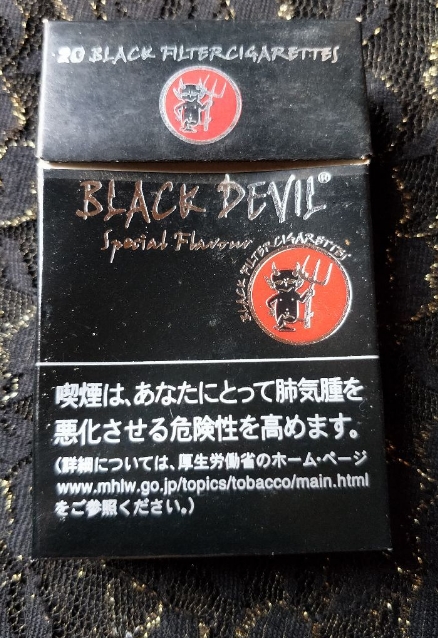 20 BLACK FILTERCIGARETTES
BLACK DEVIL®
Special Flavour
BLACK FILTER CIGARETTES
喫煙は、あなたにとって肺気腫を
悪化させる危険性を高めます。
（詳細については、厚生労働省のホーム・ページ
www.mhlw.go.jp/topics/tobacco/main.html
をご参照ください。）